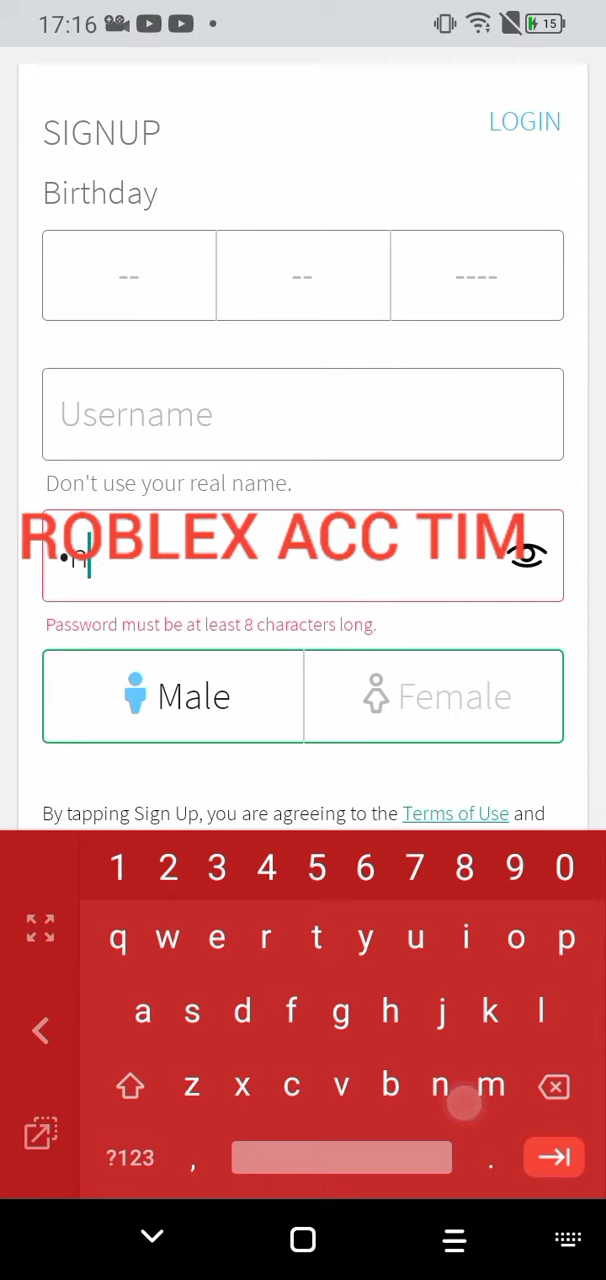 17:16
15
SIGNUP
LOGIN
Birthday
-- -- ----
Username
Don't use your real name.
ROBLEX ACC TIM
•n
Password must be at least 8 characters long.
Male Female
By tapping Sign Up, you are agreeing to the Terms of Use and
1 2 3 4 5 6 7 8 9 0
q w e r t y u i o p
a s d f g h j k l
z x c v b n m
?123 , .